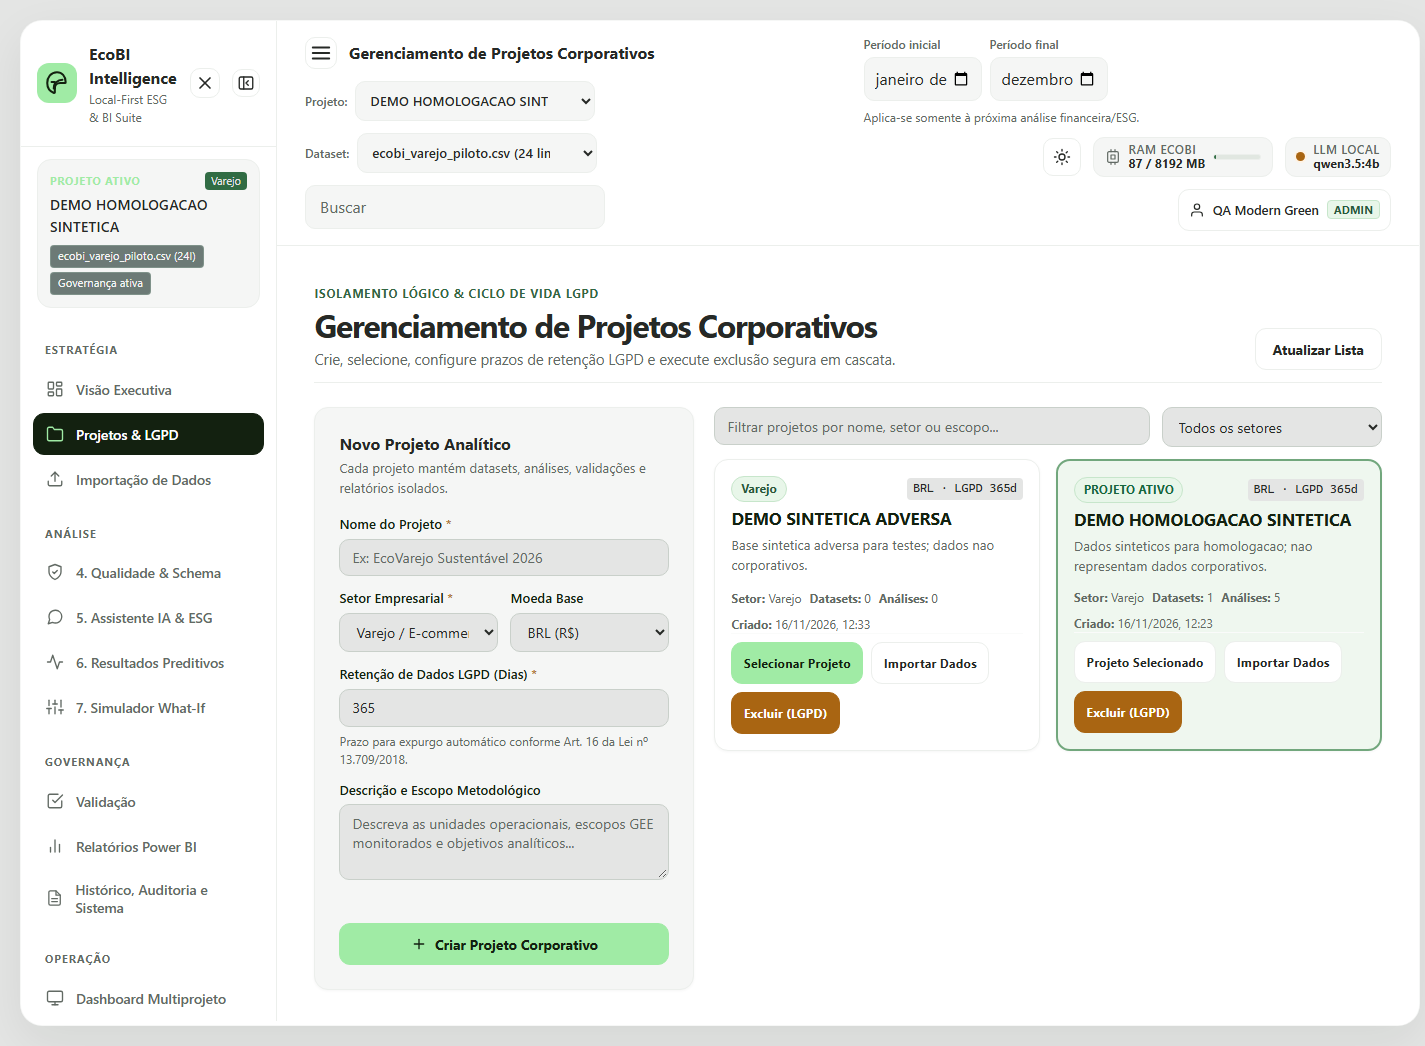 EcoBI
Intelligence
Local-First ESG
& BI Suite
PROJETO ATIVO
Varejo
DEMO HOMOLOGACAO
SINTETICA
ecobi_varejo_piloto.csv (24l)
Governança ativa
ESTRATÉGIA
Visão Executiva
Projetos & LGPD
Importação de Dados
ANÁLISE
4. Qualidade & Schema
5. Assistente IA & ESG
6. Resultados Preditivos
7. Simulador What-If
GOVERNANÇA
Validação
Relatórios Power BI
Histórico, Auditoria e
Sistema
OPERAÇÃO
Dashboard Multiprojeto
Gerenciamento de Projetos Corporativos
Projeto: DEMO HOMOLOGACAO SINT
Dataset: ecobi_varejo_piloto.csv (24 lin
Buscar
Período inicial Período final
janeiro de dezembro
Aplica-se somente à próxima análise financeira/ESG.
RAM ECOBI
87 / 8192 MB
LLM LOCAL
qwen3.5:4b
QA Modern Green ADMIN
ISOLAMENTO LÓGICO & CICLO DE VIDA LGPD
Gerenciamento de Projetos Corporativos
Crie, selecione, configure prazos de retenção LGPD e execute exclusão segura em cascata.
Atualizar Lista
Novo Projeto Analítico
Cada projeto mantém datasets, análises, validações e
relatórios isolados.
Nome do Projeto *
Ex: EcoVarejo Sustentável 2026
Setor Empresarial * Moeda Base
Varejo / E-comme BRL (R$)
Retenção de Dados LGPD (Dias) *
365
Prazo para expurgo automático conforme Art. 16 da Lei nº
13.709/2018.
Descrição e Escopo Metodológico
Descreva as unidades operacionais, escopos GEE
monitorados e objetivos analíticos...
+ Criar Projeto Corporativo
Filtrar projetos por nome, setor ou escopo...
Todos os setores
Varejo
BRL · LGPD 365d
DEMO SINTETICA ADVERSA
Base sintetica adversa para testes; dados nao
corporativos.
Setor: Varejo Datasets: 0 Análises: 0
Criado: 16/11/2026, 12:33
Selecionar Projeto Importar Dados
Excluir (LGPD)
PROJETO ATIVO
BRL · LGPD 365d
DEMO HOMOLOGACAO SINTETICA
Dados sinteticos para homologacao; nao
representam dados corporativos.
Setor: Varejo Datasets: 1 Análises: 5
Criado: 16/11/2026, 12:23
Projeto Selecionado Importar Dados
Excluir (LGPD)